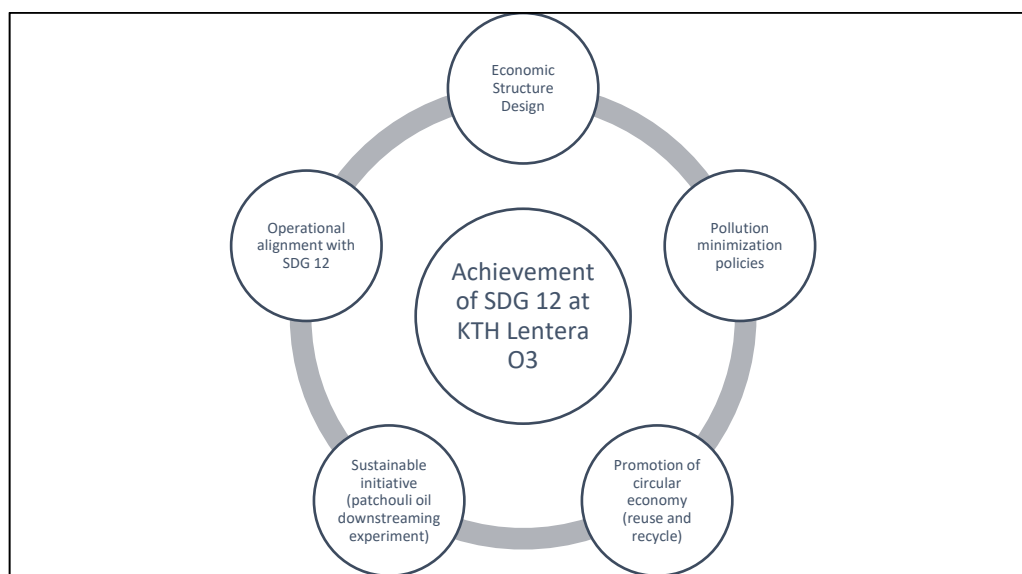 Economic
Structure
Design
Pollution
minimization
policies
Promotion of
circular
economy
(reuse and
recycle)
Sustainable
initiative
(patchouli oil
downstreaming
experiment)
Operational
alignment with
SDG 12
Achievement
of SDG 12 at
KTH Lentera
O3